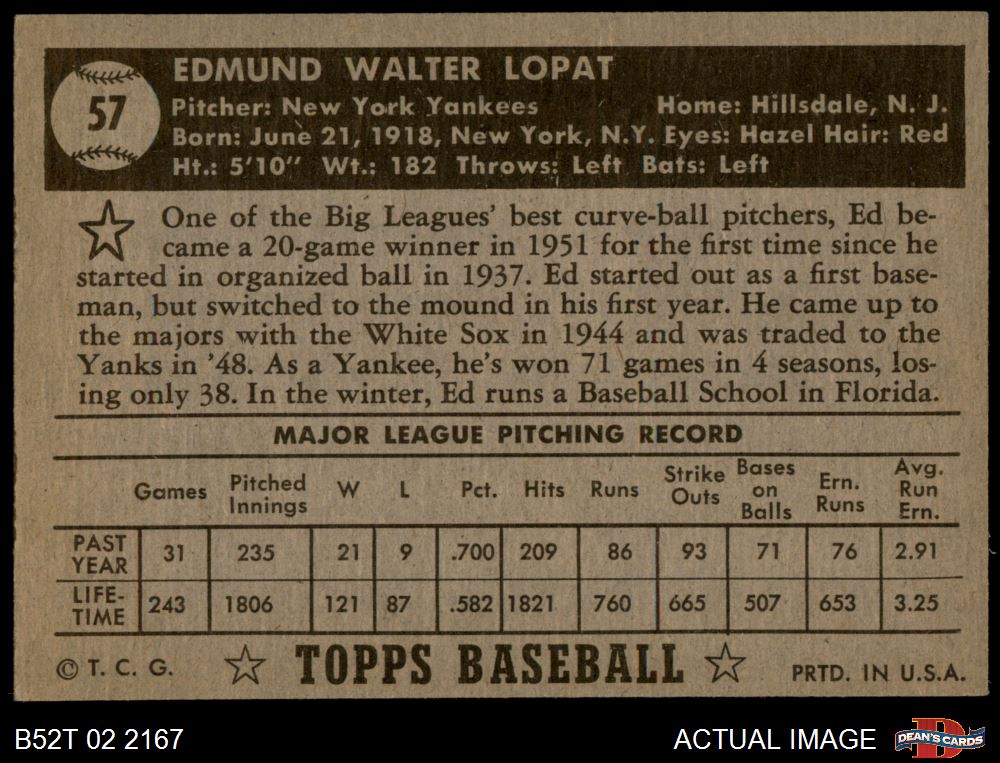 57
EDMUND WALTER LOPAT
Pitcher: New York Yankees Home: Hillsdale, N. J.
Born: June 21, 1918, New York, N.Y. Eyes: Hazel Hair: Red
Ht.: 5'10" Wt.: 182 Throws: Left Bats: Left
One of the Big Leagues' best curve-ball pitchers, Ed be-
came a 20-game winner in 1951 for the first time since he
started in organized ball in 1937. Ed started out as a first base-
man, but switched to the mound in his first year. He came up to
the majors with the White Sox in 1944 and was traded to the
Yanks in '48. As a Yankee, he's won 71 games in 4 seasons, los-
ing only 38. In the winter, Ed runs a Baseball School in Florida.
MAJOR LEAGUE PITCHING RECORD
Games Pitched Innings W L Pct. Hits Runs Strike Outs Bases on Balls Ern. Runs Avg. Run Ern.
PAST YEAR 31 235 21 9 .700 209 86 93 71 76 2.91
LIFE-TIME 243 1806 121 87 .582 1821 760 665 507 653 3.25
© T. C. G. TOPPS BASEBALL PRTD. IN U.S.A.
B52T 02 2167 ACTUAL IMAGE DEAN'S CARDS